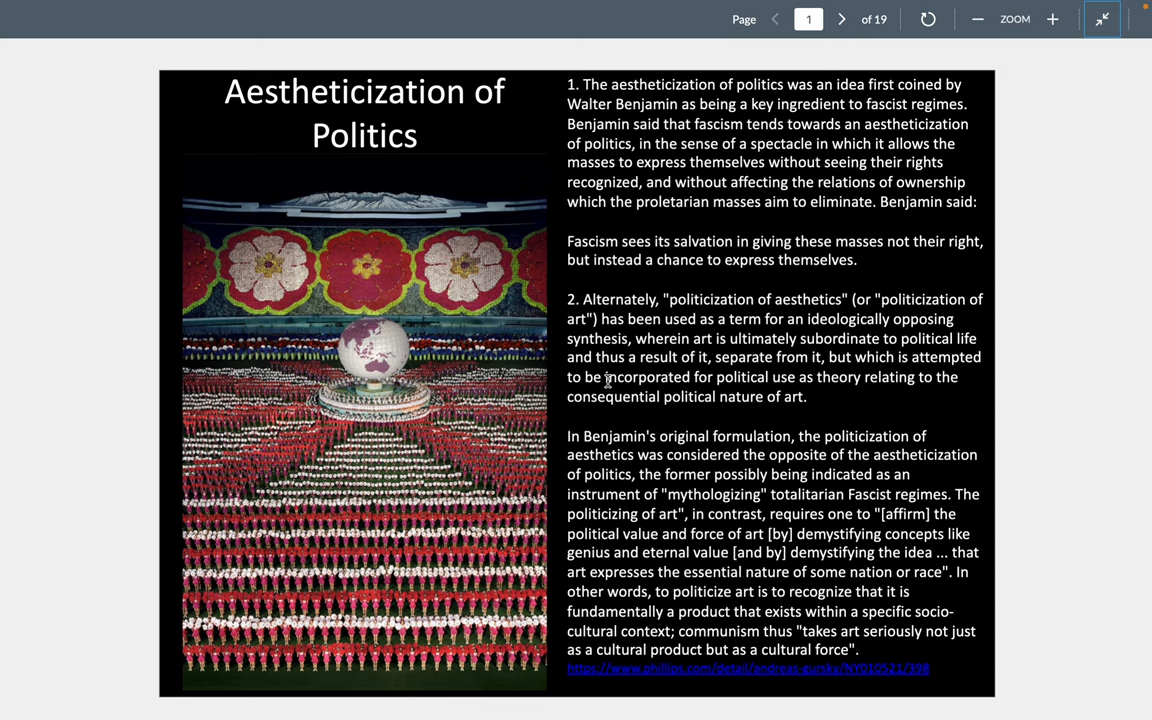 Page
1
of 19
ZOOM
Aestheticization of
Politics
1. The aestheticization of politics was an idea first coined by
Walter Benjamin as being a key ingredient to fascist regimes.
Benjamin said that fascism tends towards an aestheticization
of politics, in the sense of a spectacle in which it allows the
masses to express themselves without seeing their rights
recognized, and without affecting the relations of ownership
which the proletarian masses aim to eliminate. Benjamin said:
Fascism sees its salvation in giving these masses not their right,
but instead a chance to express themselves.
2. Alternately, "politicization of aesthetics" (or "politicization of
art") has been used as a term for an ideologically opposing
synthesis, wherein art is ultimately subordinate to political life
and thus a result of it, separate from it, but which is attempted
to be incorporated for political use as theory relating to the
consequential political nature of art.
In Benjamin's original formulation, the politicization of
aesthetics was considered the opposite of the aestheticization
of politics, the former possibly being indicated as an
instrument of "mythologizing" totalitarian Fascist regimes. The
politicizing of art", in contrast, requires one to "[affirm] the
political value and force of art [by] demystifying concepts like
genius and eternal value [and by] demystifying the idea ... that
art expresses the essential nature of some nation or race". In
other words, to politicize art is to recognize that it is
fundamentally a product that exists within a specific socio-
cultural context; communism thus "takes art seriously not just
as a cultural product but as a cultural force".
https://www.phillips.com/detail/andreas-gursky/NY010521/398